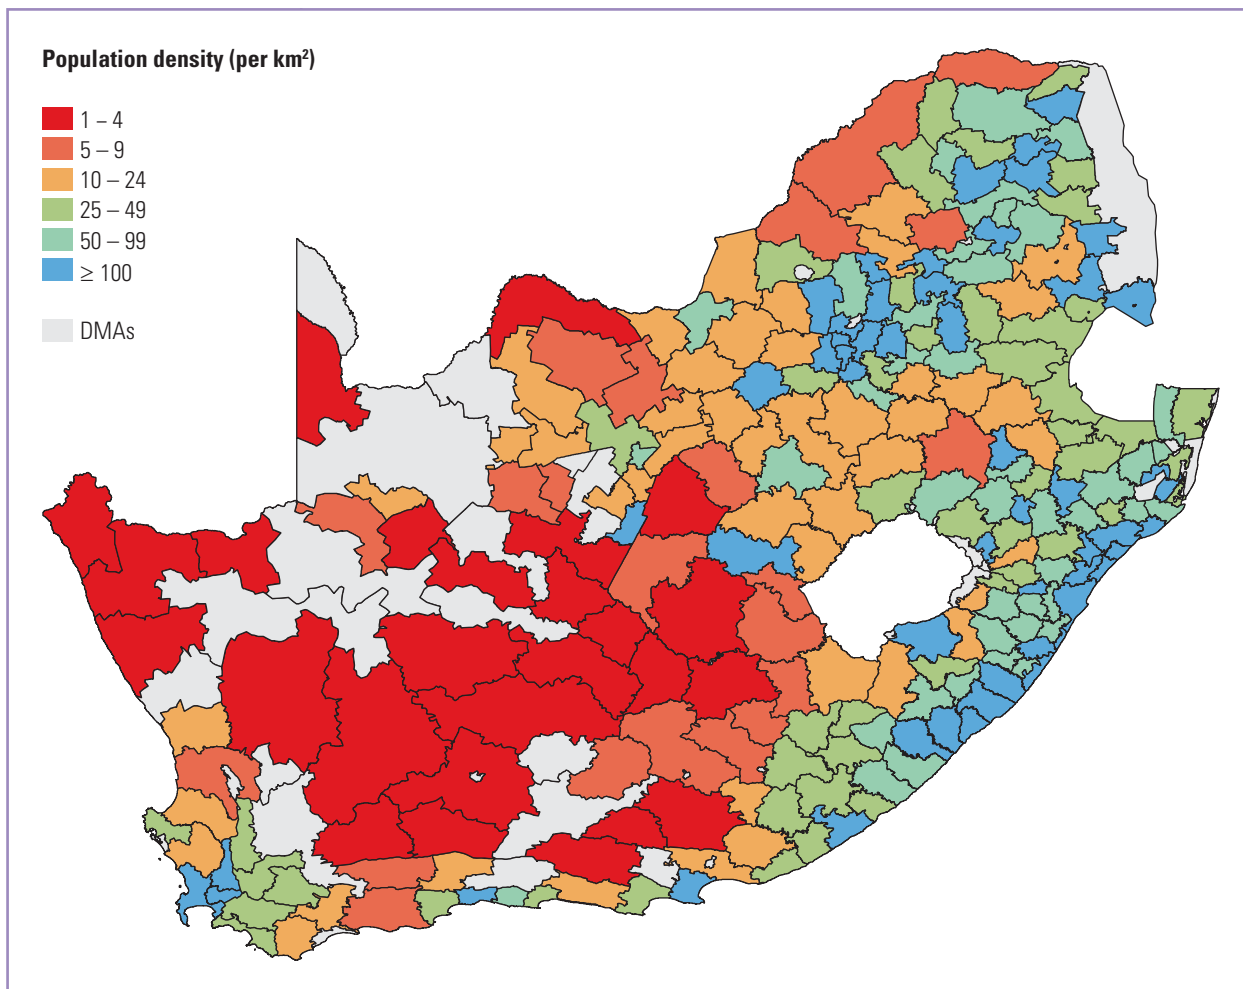 Population density (per km²)
1 – 4
5 – 9
10 – 24
25 – 49
50 – 99
≥ 100
DMAs